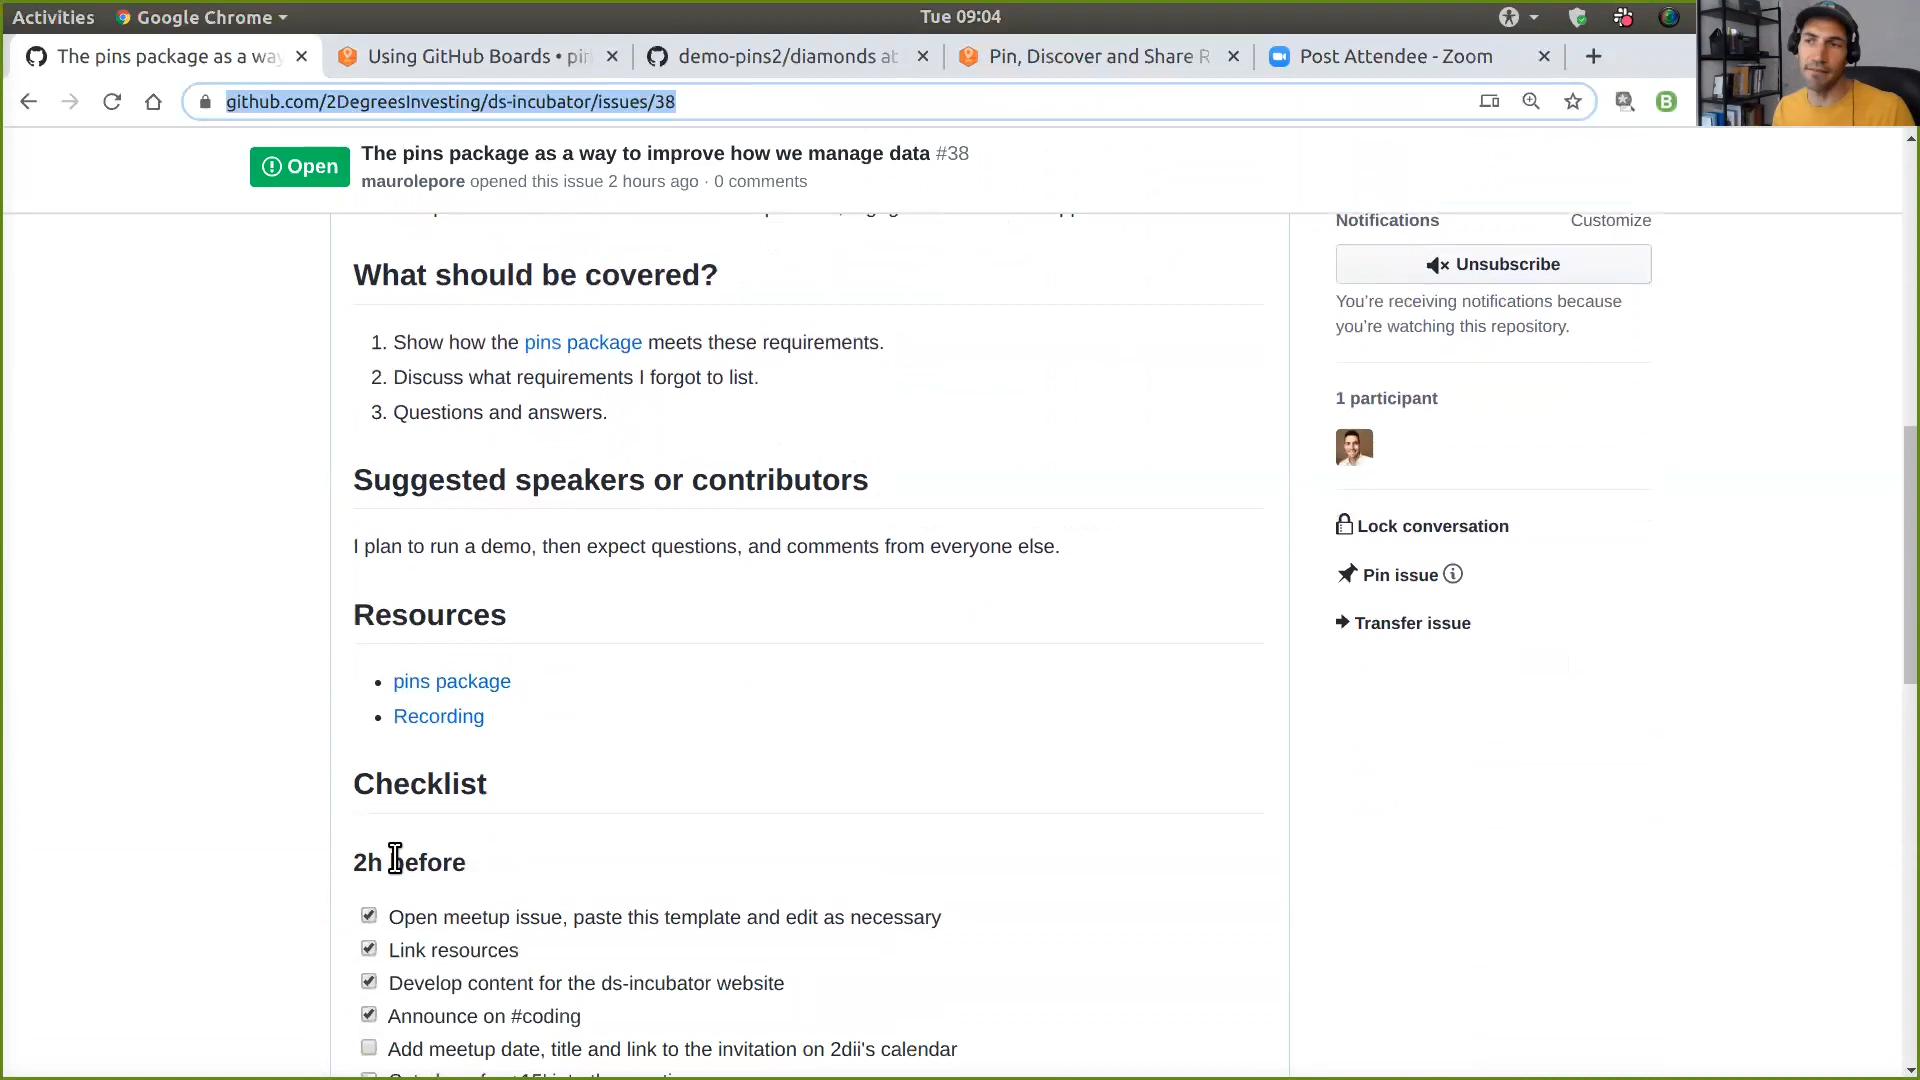 Activities Google Chrome Tue 09:04
The pins package as a wa Using GitHub Boards • pi demo-pins2/diamonds at Pin, Discover and Share R Post Attendee - Zoom
github.com/2DegreesInvesting/ds-incubator/issues/38
Open
The pins package as a way to improve how we manage data #38
maurolepore opened this issue 2 hours ago · 0 comments
What should be covered?
1. Show how the pins package meets these requirements.
2. Discuss what requirements I forgot to list.
3. Questions and answers.
Suggested speakers or contributors
I plan to run a demo, then expect questions, and comments from everyone else.
Resources
pins package
Recording
Checklist
2h before
Open meetup issue, paste this template and edit as necessary
Link resources
Develop content for the ds-incubator website
Announce on #coding
Add meetup date, title and link to the invitation on 2dii's calendar
Notifications Customize
Unsubscribe
You're receiving notifications because
you're watching this repository.
1 participant
Lock conversation
Pin issue
Transfer issue